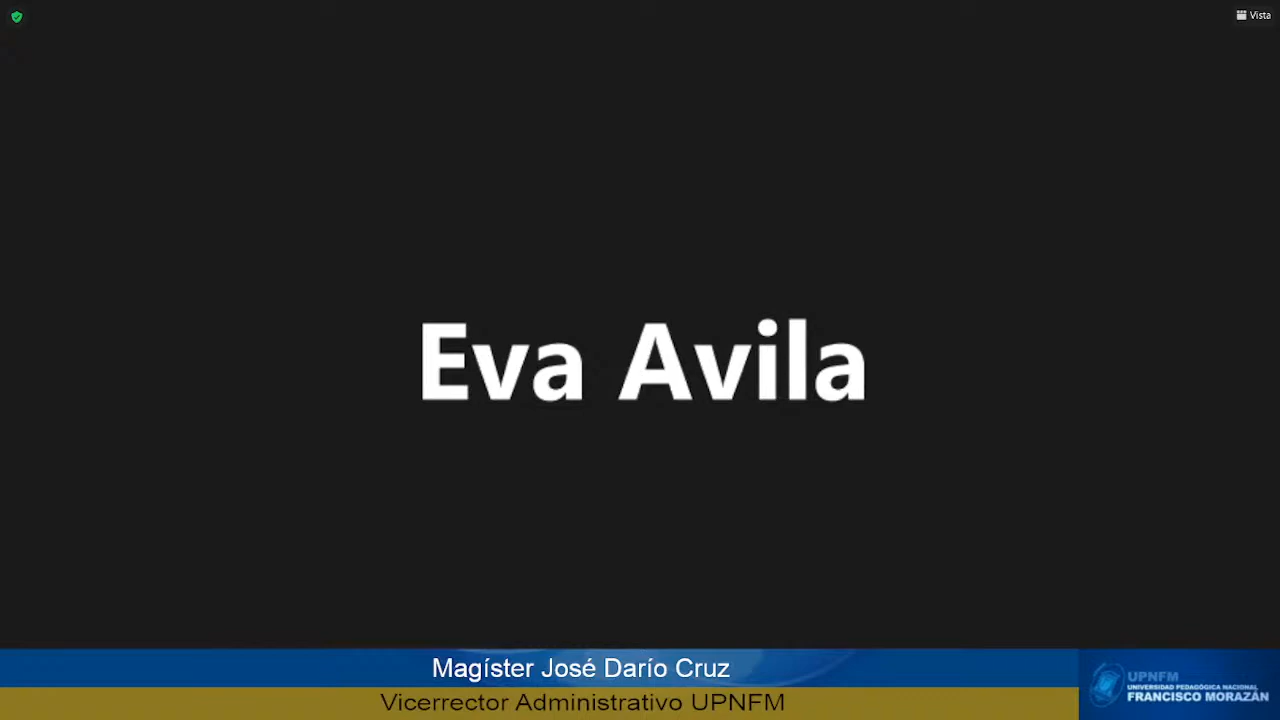 Vista
Eva Avila
Magíster José Darío Cruz
Vicerrector Administrativo UPNFM
UPNFM
UNIVERSIDAD PEDAGÓGICA NACIONAL
FRANCISCO MORAZÁN